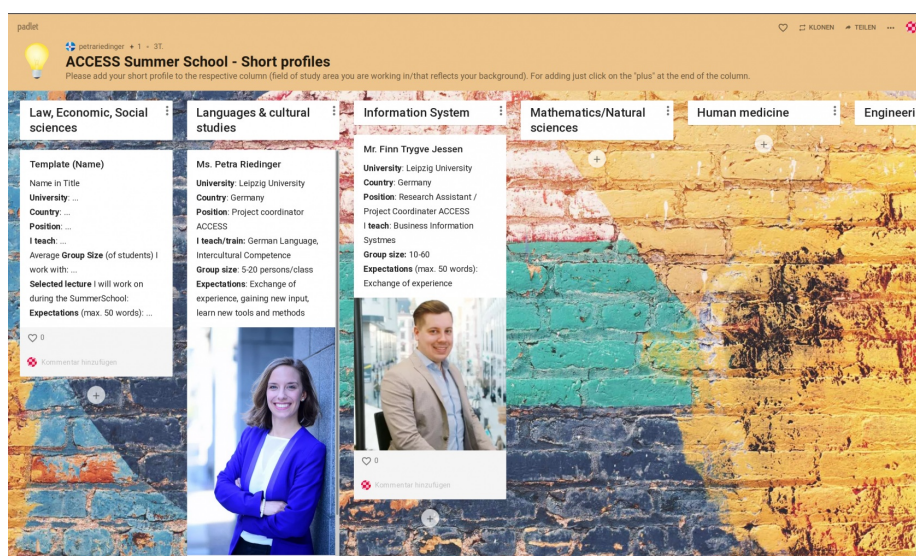 padlet
petrariedinger + 1 • 3T.
ACCESS Summer School - Short profiles
Please add your short profile to the respective column (field of study area you are working in/that reflects your background). For adding just click on the "plus" at the end of the column.
KLONEN
TEILEN
Law, Economic, Social
sciences
Template (Name)
Name in Title
University: ...
Country: ...
Position: ...
I teach: ...
Average Group Size (of students) I
work with: ...
Selected lecture I will work on
during the SummerSchool:
Expectations (max. 50 words): ...
0
Kommentar hinzufügen
Languages & cultural
studies
Ms. Petra Riedinger
University: Leipzig University
Country: Germany
Position: Project coordinator
ACCESS
I teach/train: German Language,
Intercultural Competence
Group size: 5-20 persons/class
Expectations: Exchange of
experience, gaining new input,
learn new tools and methods
Information System
Mr. Finn Trygve Jessen
University: Leipzig University
Country: Germany
Position: Research Assistant /
Project Coordinater ACCESS
I teach: Business Information
Systmes
Group size: 10-60
Expectations (max. 50 words):
Exchange of experience
0
Kommentar hinzufügen
Mathematics/Natural
sciences
Human medicine
Engineeri